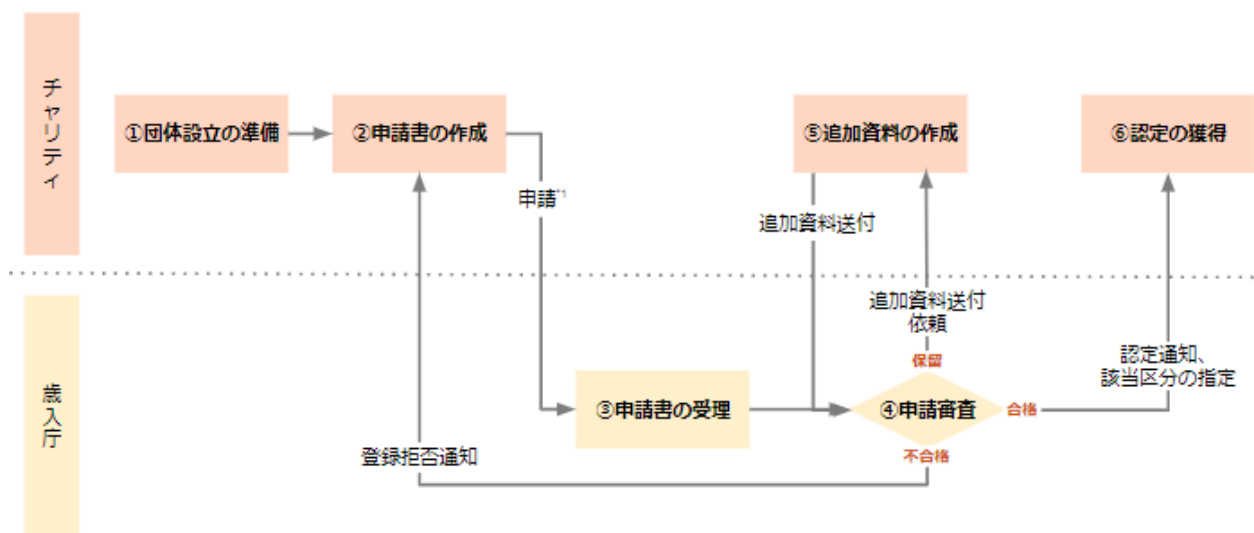 チャリティ
①団体設立の準備
②申請書の作成
⑤追加資料の作成
⑥認定の獲得
申請*1
追加資料送付
追加資料送付
依頼
保留
認定通知、
該当区分の指定
歳入庁
③申請書の受理
④申請審査
合格
登録拒否通知
不合格